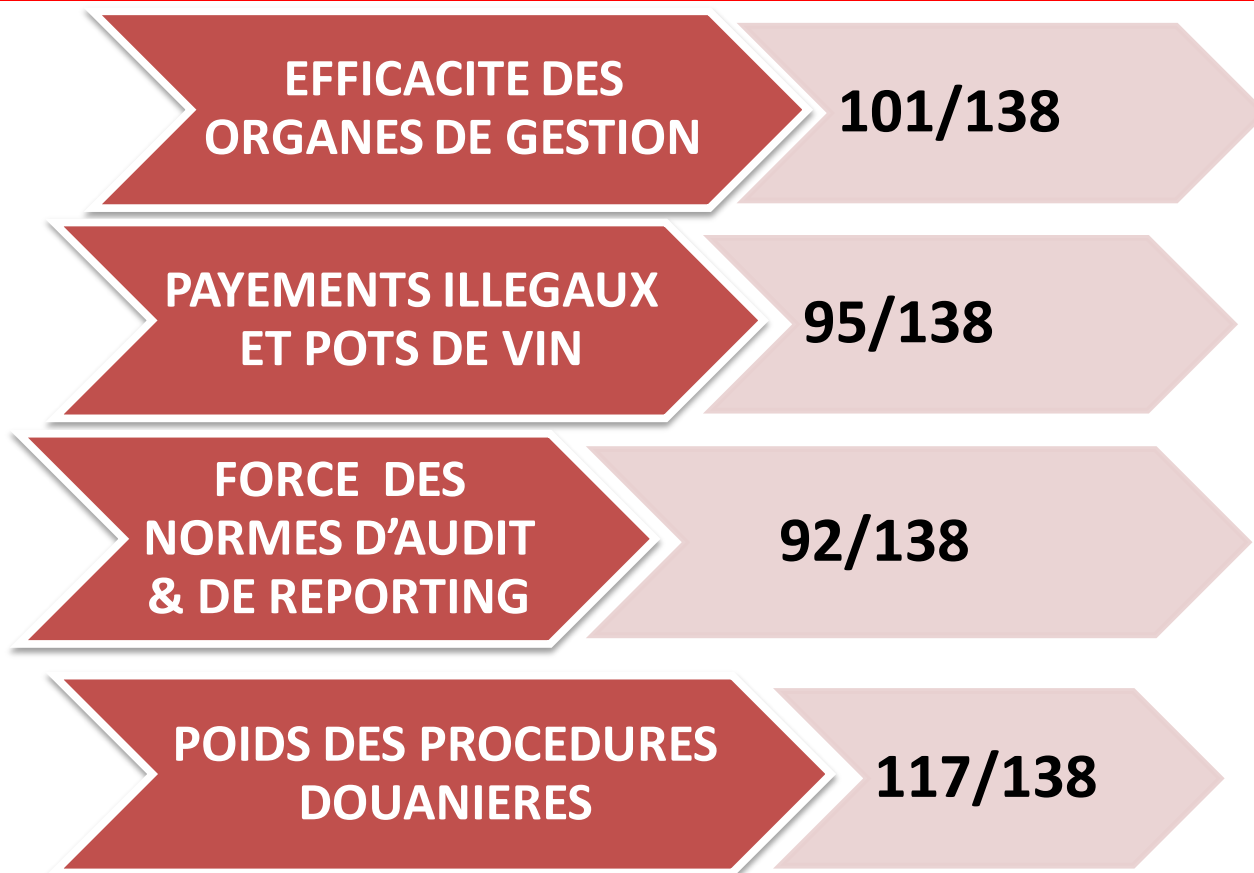 EFFICACITE DES
ORGANES DE GESTION
101/138
PAYEMENTS ILLEGAUX
ET POTS DE VIN
95/138
FORCE DES
NORMES D’AUDIT
& DE REPORTING
92/138
POIDS DES PROCEDURES
DOUANIERES
117/138